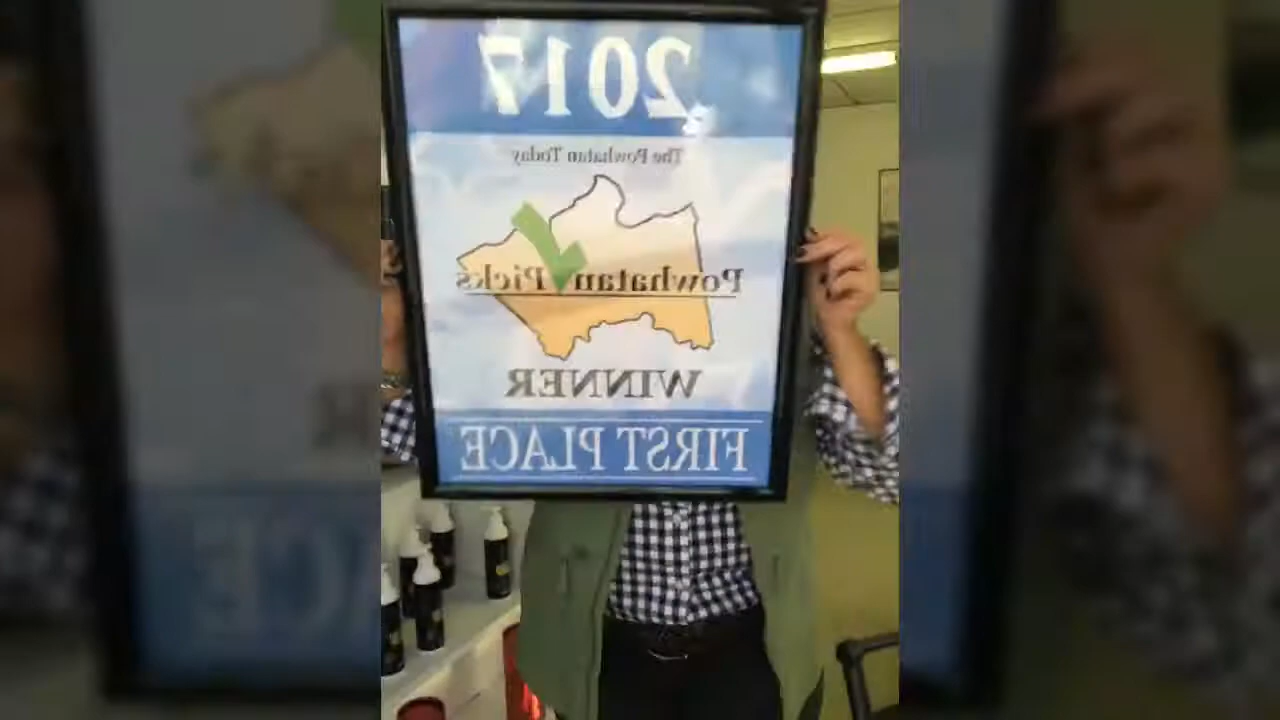 2017
The Powhatan Today
Powhatan Picks
WINNER
FIRST PLACE